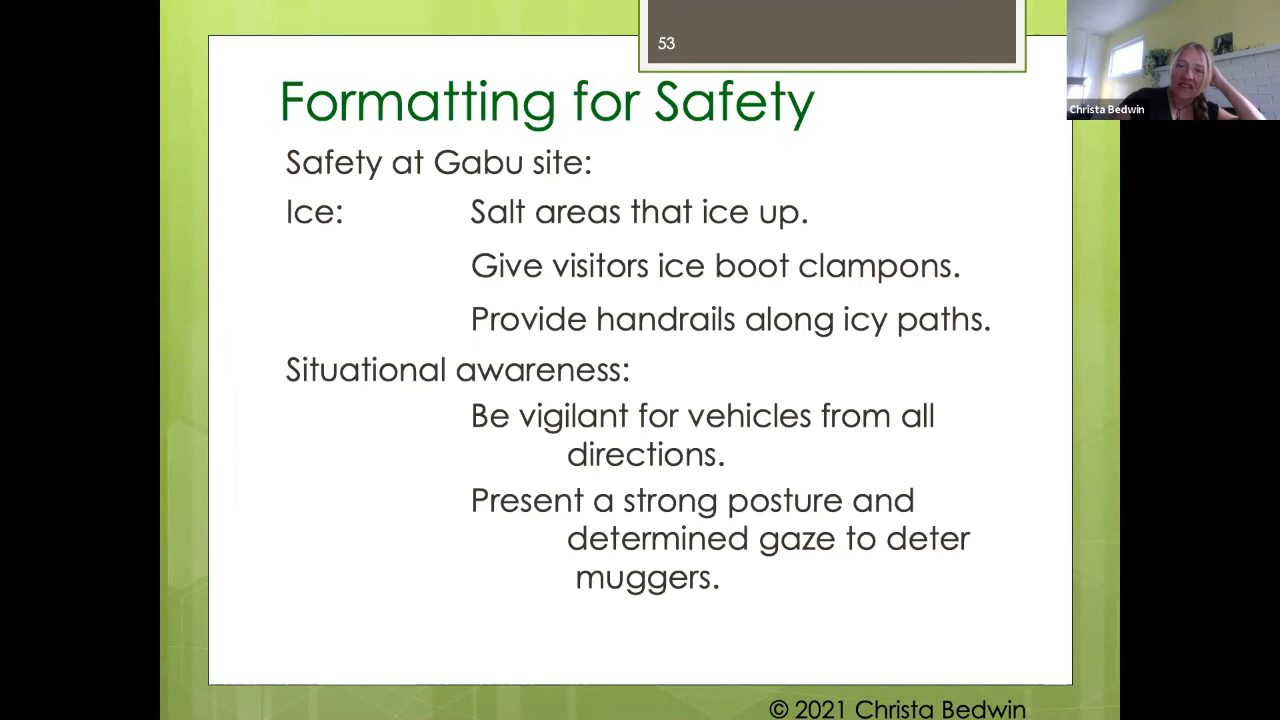 53
Christa Bedwin
Formatting for Safety
Safety at Gabu site:
Ice: Salt areas that ice up.
Give visitors ice boot clampons.
Provide handrails along icy paths.
Situational awareness:
Be vigilant for vehicles from all
directions.
Present a strong posture and
determined gaze to deter
muggers.
© 2021 Christa Bedwin